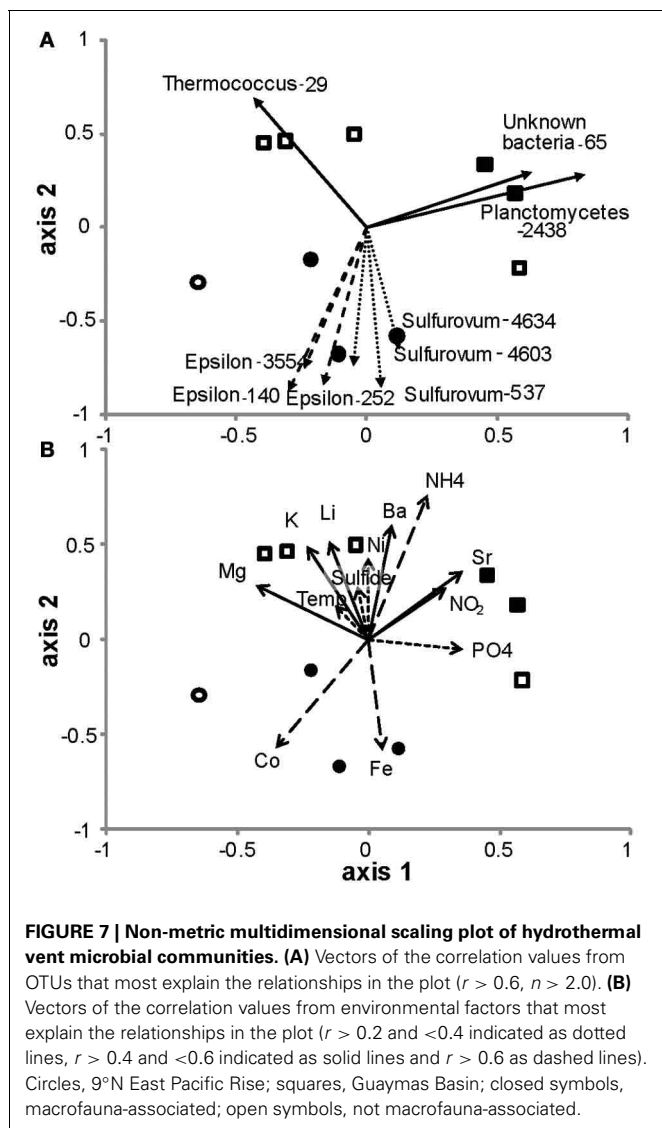 A
1
Thermococcus-29
0.5
Unknown
bacteria-65
axis 2
0
Planctomycetes
-2438
-0.5
Sulfurovum-4634
Epsilon-3554
Sulfurovum-4603
Epsilon-140
Epsilon-252
Sulfurovum-537
-1
-1
-0.5
0
0.5
1
B
1
NH4
K
Li
Ba
0.5
Ni
Mg
Sulfide
Sr
Temp
NO2
axis 2
0
PO4
-0.5
Co
Fe
-1
-1
-0.5
0
0.5
1
axis 1
FIGURE 7 | Non-metric multidimensional scaling plot of hydrothermal
vent microbial communities. (A) Vectors of the correlation values from
OTUs that most explain the relationships in the plot (r > 0.6, n > 2.0). (B)
Vectors of the correlation values from environmental factors that most
explain the relationships in the plot (r > 0.2 and <0.4 indicated as dotted
lines, r > 0.4 and <0.6 indicated as solid lines and r > 0.6 as dashed lines).
Circles, 9°N East Pacific Rise; squares, Guaymas Basin; closed symbols,
macrofauna-associated; open symbols, not macrofauna-associated.